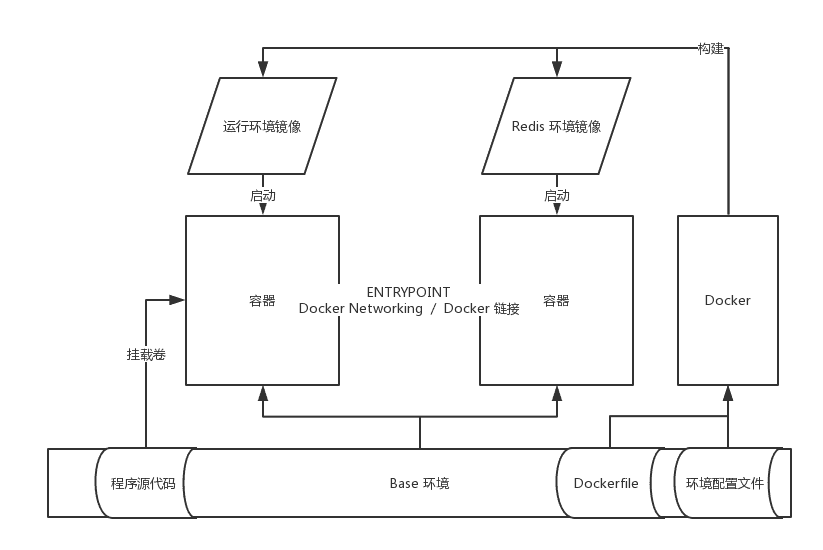 构建
运行环境镜像
Redis 环境镜像
启动
启动
容器
ENTRYPOINT
Docker Networking / Docker 链接
容器
Docker
挂载卷
程序源代码
Base 环境
Dockerfile
环境配置文件